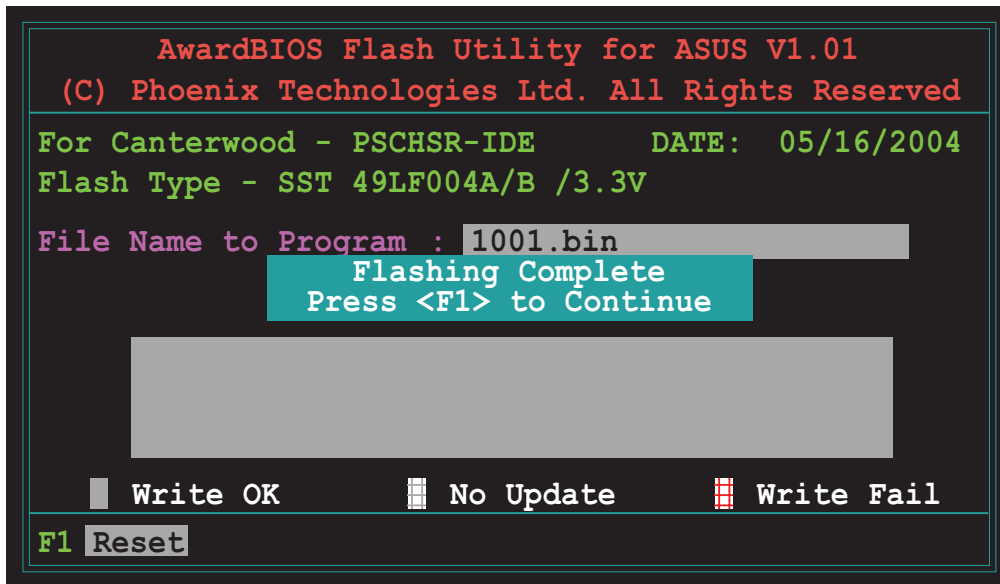 AwardBIOS Flash Utility for ASUS V1.01
(C) Phoenix Technologies Ltd. All Rights Reserved
For Canterwood - PSCHSR-IDE DATE: 05/16/2004
Flash Type - SST 49LF004A/B /3.3V
File Name to Program : 1001.bin
Flashing Complete
Press <F1> to Continue
Write OK No Update Write Fail
F1 Reset